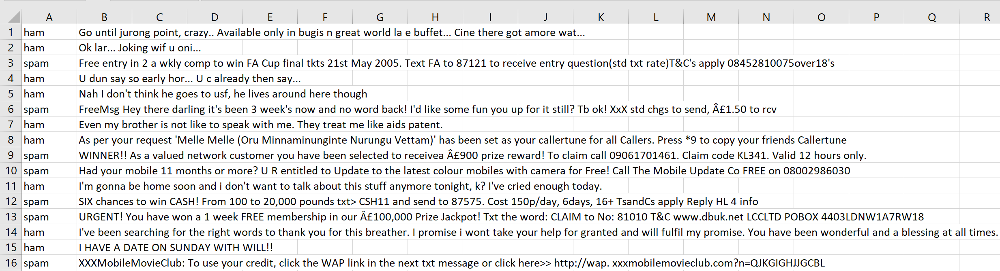 A B C D E F G H I J K L M N O P Q R
1 ham Go until jurong point, crazy.. Available only in bugis n great world la e buffet... Cine there got amore wat...
2 ham Ok lar... Joking wif u oni...
3 spam Free entry in 2 a wkly comp to win FA Cup final tkts 21st May 2005. Text FA to 87121 to receive entry question(std txt rate)T&C's apply 08452810075over18's
4 ham U dun say so early hor... U c already then say...
5 ham Nah I don't think he goes to usf, he lives around here though
6 spam FreeMsg Hey there darling it's been 3 week's now and no word back! I'd like some fun you up for it still? Tb ok! XxX std chgs to send, Â£1.50 to rcv
7 ham Even my brother is not like to speak with me. They treat me like aids patent.
8 ham As per your request 'Melle Melle (Oru Minnaminunginte Nurungu Vettam)' has been set as your callertune for all Callers. Press *9 to copy your friends Callertune
9 spam WINNER!! As a valued network customer you have been selected to receivea Â£900 prize reward! To claim call 09061701461. Claim code KL341. Valid 12 hours only.
10 spam Had your mobile 11 months or more? U R entitled to Update to the latest colour mobiles with camera for Free! Call The Mobile Update Co FREE on 08002986030
11 ham I'm gonna be home soon and i don't want to talk about this stuff anymore tonight, k? I've cried enough today.
12 spam SIX chances to win CASH! From 100 to 20,000 pounds txt> CSH11 and send to 87575. Cost 150p/day, 6days, 16+ TsandCs apply Reply HL 4 info
13 spam URGENT! You have won a 1 week FREE membership in our Â£100,000 Prize Jackpot! Txt the word: CLAIM to No: 81010 T&C www.dbuk.net LCCLTD POBOX 4403LDNW1A7RW18
14 ham I've been searching for the right words to thank you for this breather. I promise i wont take your help for granted and will fulfil my promise. You have been wonderful and a blessing at all times.
15 ham I HAVE A DATE ON SUNDAY WITH WILL!!
16 spam XXXMobileMovieClub: To use your credit, click the WAP link in the next txt message or click here>> http://wap. xxxmobilemovieclub.com?n=QJKGIGHJJGCBL